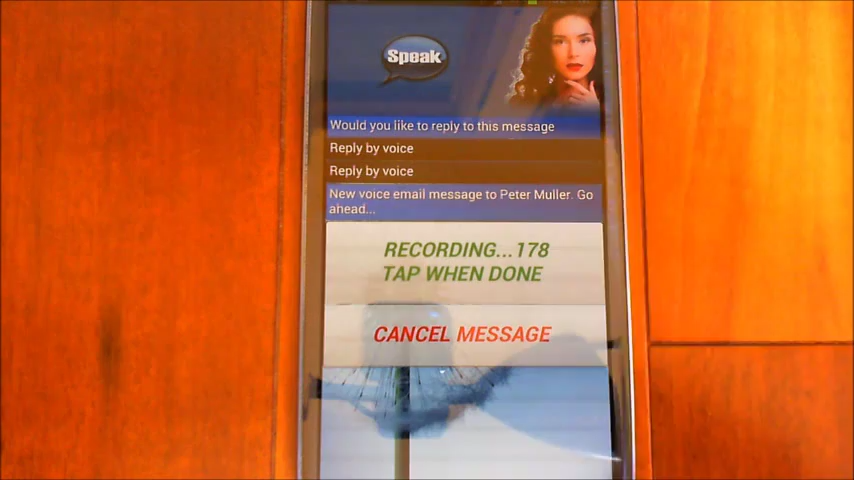 Speak
Would you like to reply to this message
Reply by voice
Reply by voice
New voice email message to Peter Muller. Go
ahead...
RECORDING...178
TAP WHEN DONE
CANCEL MESSAGE